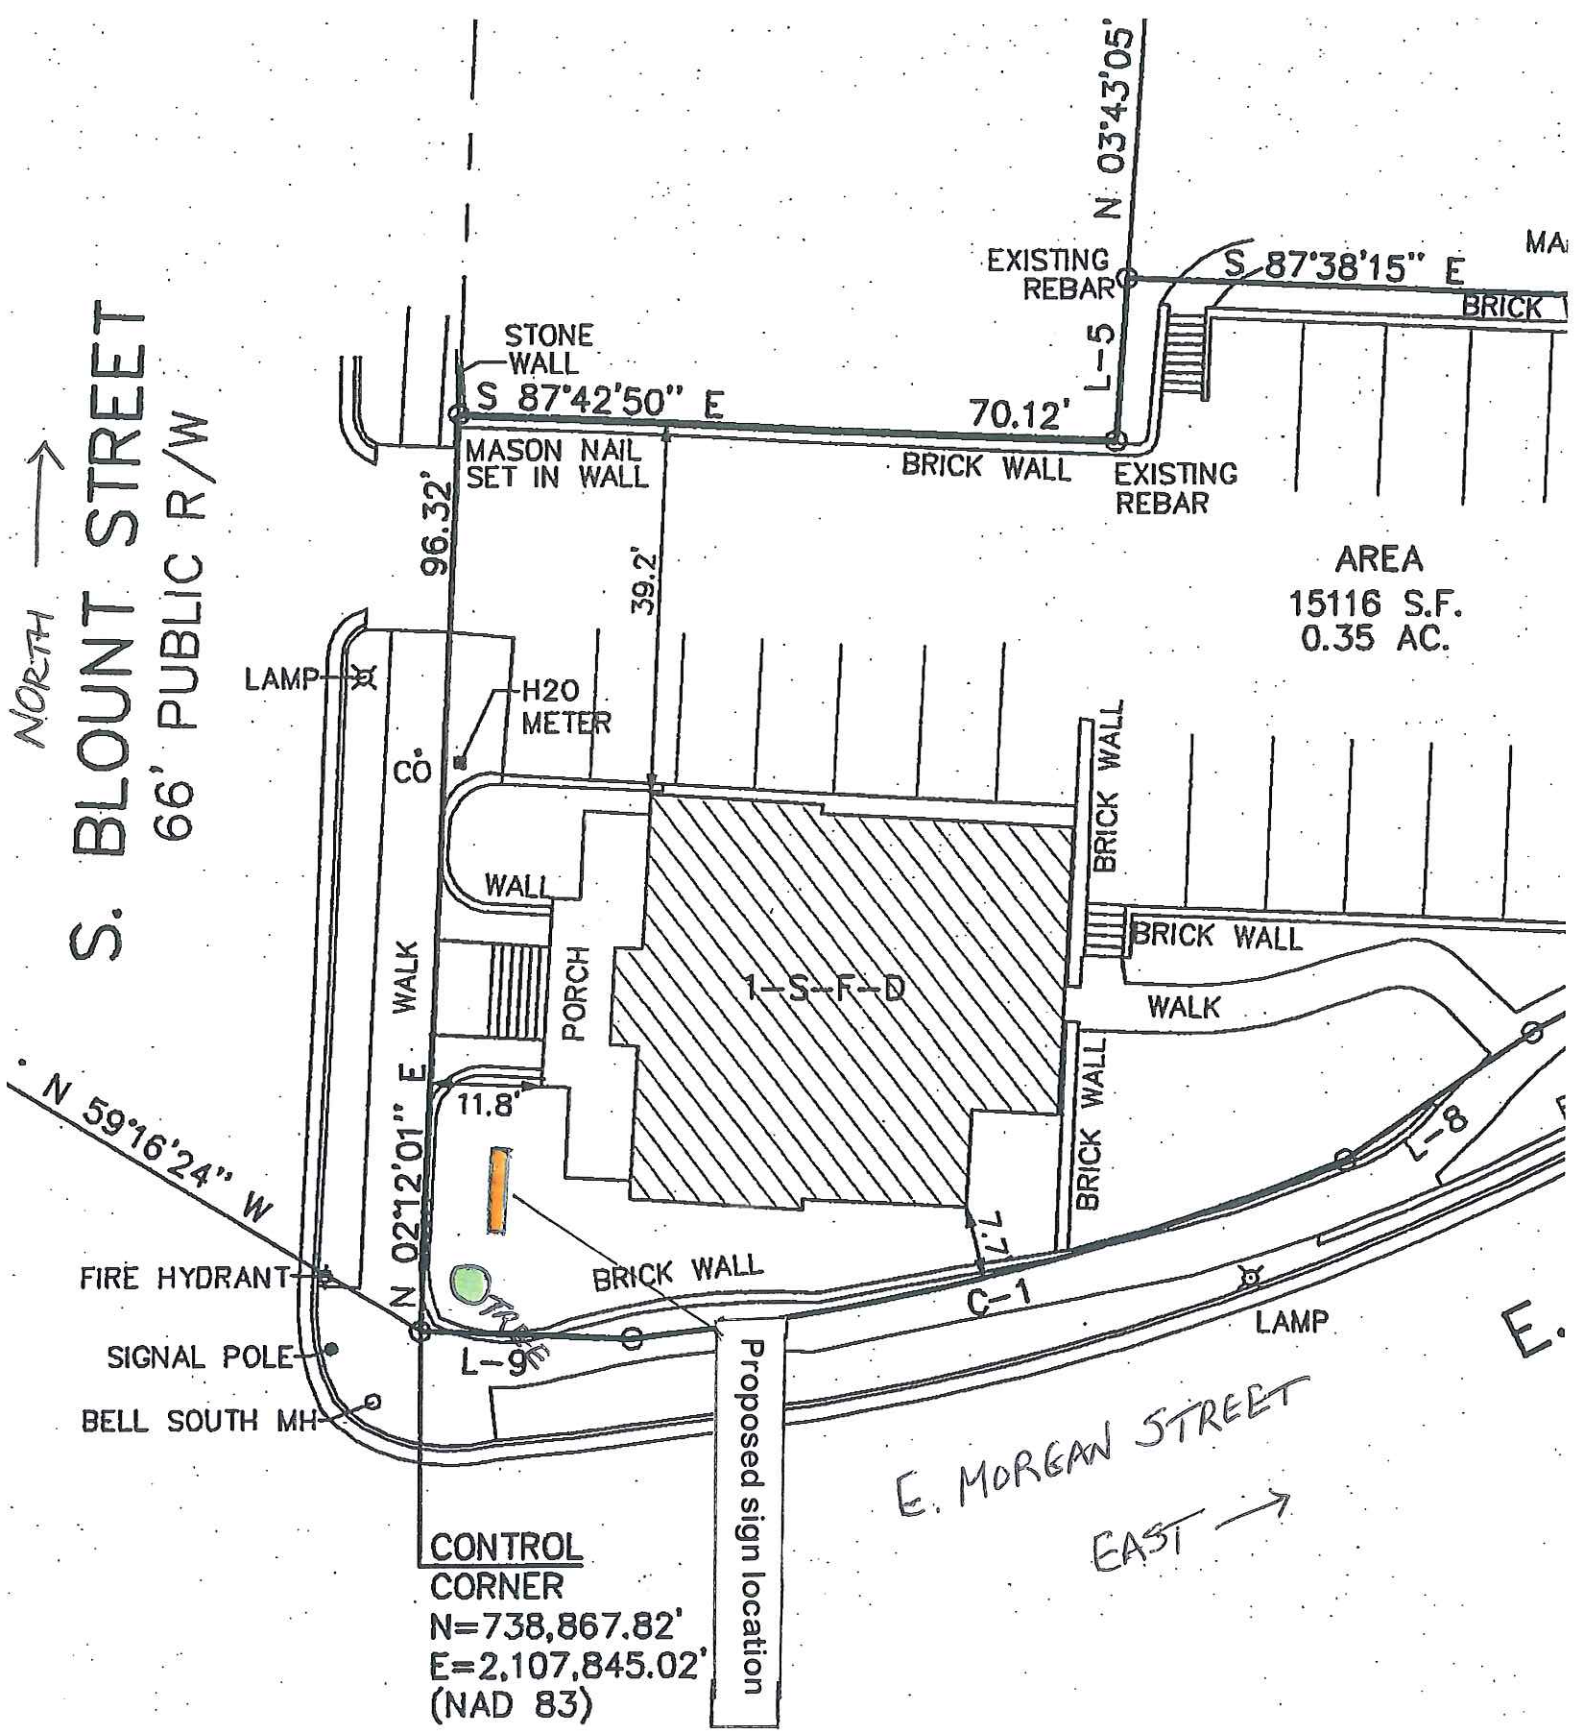 N 03°43'05'
EXISTING
REBAR
S 87°38'15" E
MA
BRICK
L-5
STONE
WALL
S 87°42'50" E
70.12'
MASON NAIL
SET IN WALL
BRICK WALL
EXISTING
REBAR
NORTH
S. BLOUNT STREET
66' PUBLIC R/W
96.32'
39.2'
AREA
15116 S.F.
0.35 AC.
LAMP
H2O
METER
CO
BRICK WALL
WALL
WALK
PORCH
1-S-F-D
BRICK WALL
WALK
N 02°12'01" E
11.8'
BRICK WALL
L-8
N 59°16'24" W
7.7'
FIRE HYDRANT
BRICK WALL
C-1
TREE
LAMP
E.
SIGNAL POLE
L-9
BELL SOUTH MH
Proposed sign location
E. MORGAN STREET
EAST
CONTROL
CORNER
N=738,867.82'
E=2,107,845.02'
(NAD 83)